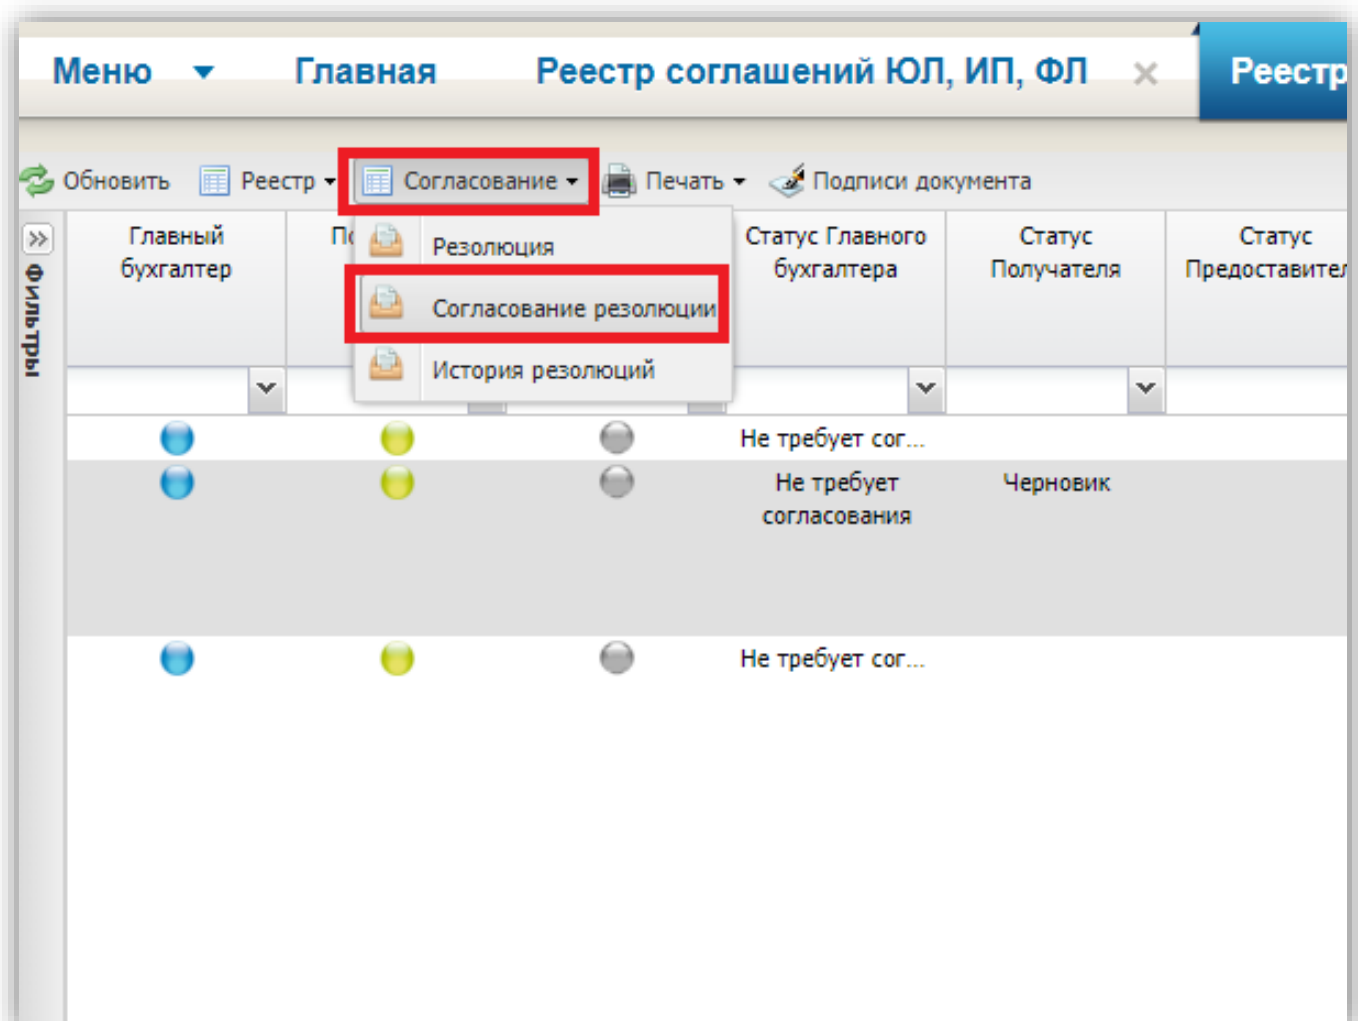 Меню Главная Реестр соглашений ЮЛ, ИП, ФЛ Реестр
Обновить Реестр Согласование Печать Подписи документа
Фильтры
Главный
бухгалтер
Резолюция
Согласование резолюции
История резолюций
Статус Главного
бухгалтера
Статус
Получателя
Статус
Предоставител
Не требует сог...
Не требует
согласования
Черновик
Не требует сог...